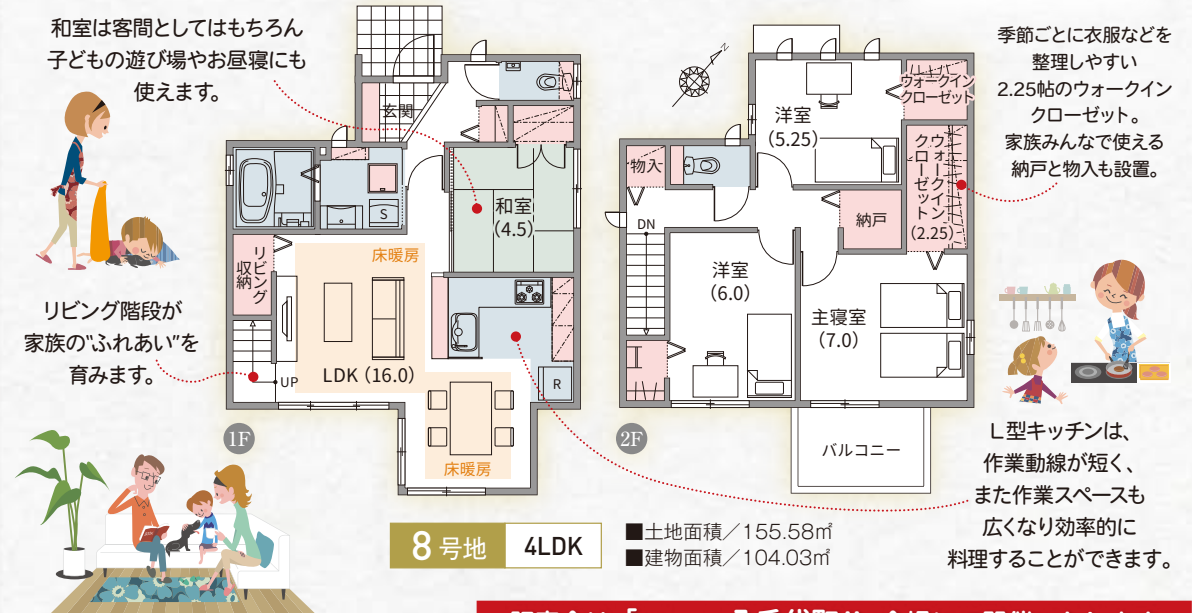 和室は客間としてはもちろん
子どもの遊び場やお昼寝にも
使えます。
リビング階段が
家族の"ふれあい"を
育みます。
玄関
和室
(4.5)
S
床暖房
リビング
収納
LDK(16.0)
UP
R
床暖房
1F
洋室
(5.25)
ウォークイン
クローゼット
ウォークイン
クローゼット
(2.25)
物入
納戸
DN
洋室
(6.0)
主寝室
(7.0)
バルコニー
2F
N
季節ごとに衣服などを
整理しやすい
2.25帖のウォークイン
クローゼット。
家族みんなで使える
納戸と物入も設置。
L型キッチンは、
作業動線が短く、
また作業スペースも
広くなり効率的に
料理することができます。
8号地 4LDK
■土地面積/155.58㎡
■建物面積/104.03㎡